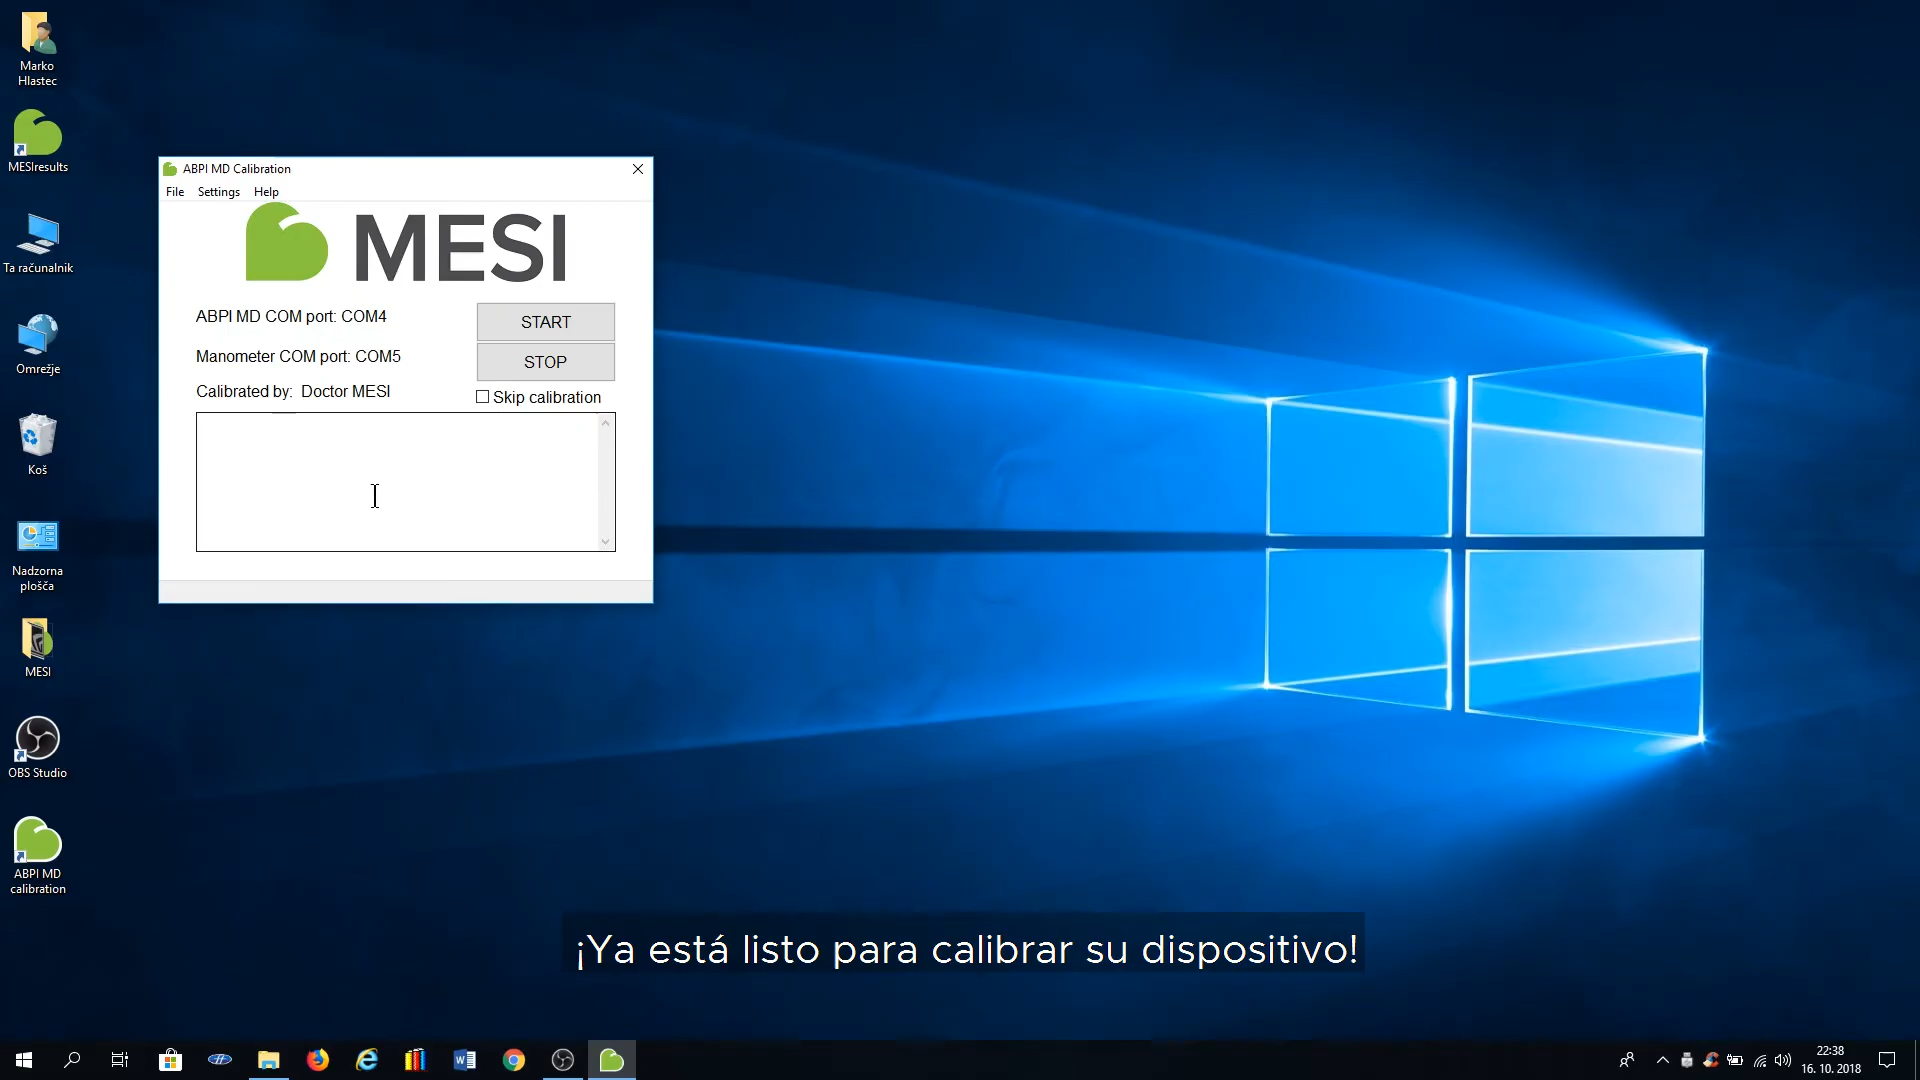 Marko
Hlastec
MESIresults
Ta računalnik
Omrežje
Koš
Nadzorna
plošča
MESI
OBS Studio
ABPI MD
calibration
ABPI MD Calibration
File Settings Help
MESI
ABPI MD COM port: COM4
START
Manometer COM port: COM5
STOP
Calibrated by: Doctor MESI
Skip calibration
¡Ya está listo para calibrar su dispositivo!
22:38
16. 10. 2018